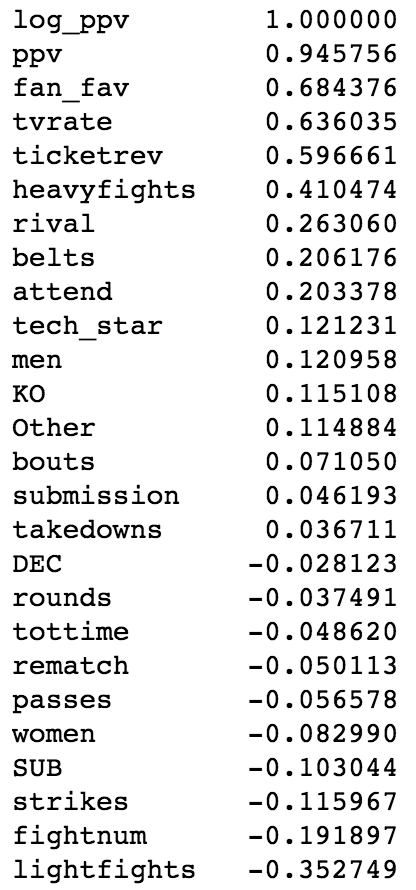 log_ppv 1.000000
ppv 0.945756
fan_fav 0.684376
tvrate 0.636035
ticketrev 0.596661
heavyfights 0.410474
rival 0.263060
belts 0.206176
attend 0.203378
tech_star 0.121231
men 0.120958
KO 0.115108
Other 0.114884
bouts 0.071050
submission 0.046193
takedowns 0.036711
DEC -0.028123
rounds -0.037491
tottime -0.048620
rematch -0.050113
passes -0.056578
women -0.082990
SUB -0.103044
strikes -0.115967
fightnum -0.191897
lightfights -0.352749